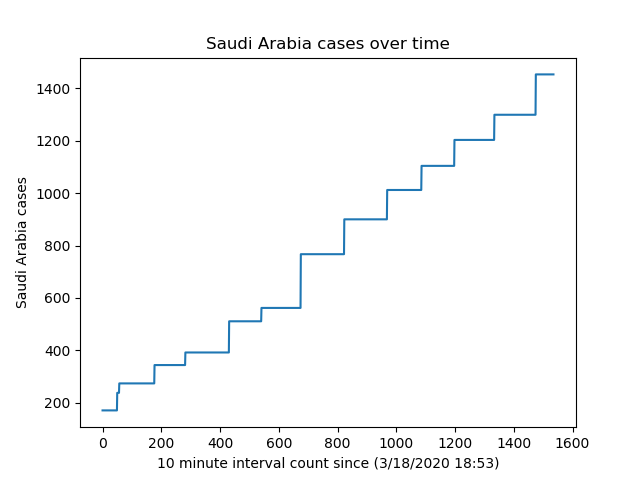 Saudi Arabia cases over time
Saudi Arabia cases
1400
1200
1000
800
600
400
200
0 200 400 600 800 1000 1200 1400 1600
10 minute interval count since (3/18/2020 18:53)